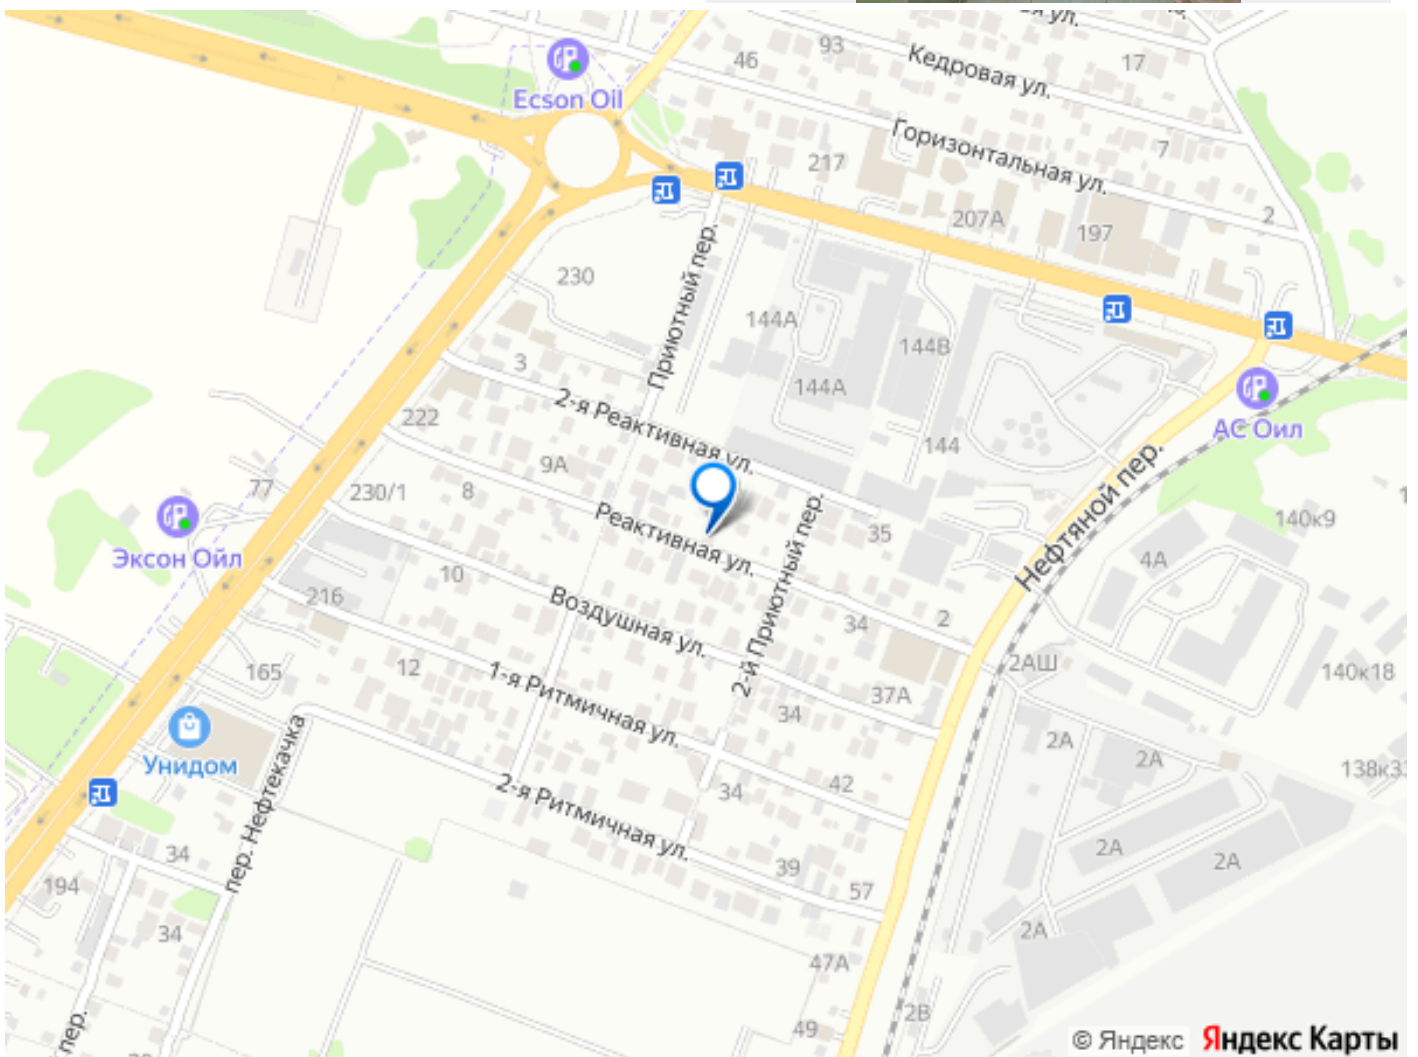 93
46
Кедровая ул.
17
Ecson Oil
Горизонтальная ул.
7
217
2
207А
197
Приютный пер.
230
144А
144В
3
144А
2-я Реактивная ул.
222
АС Оил
144
9А
77
230/1
8
Нефтяной пер.
2-й Приютный пер.
Реактивная ул.
35
140к9
Эксон Ойл
4А
10
216
Воздушная ул.
34
2
2АШ
165
12
140к18
1-я Ритмичная ул.
37А
34
2А
2А
Унидом
138к33
пер. Нефтекачка
2-я Ритмичная ул.
34
42
34
39
2А
2А
194
57
34
2А
47А
2В
49
пер.
© Яндекс Яндекс Карты